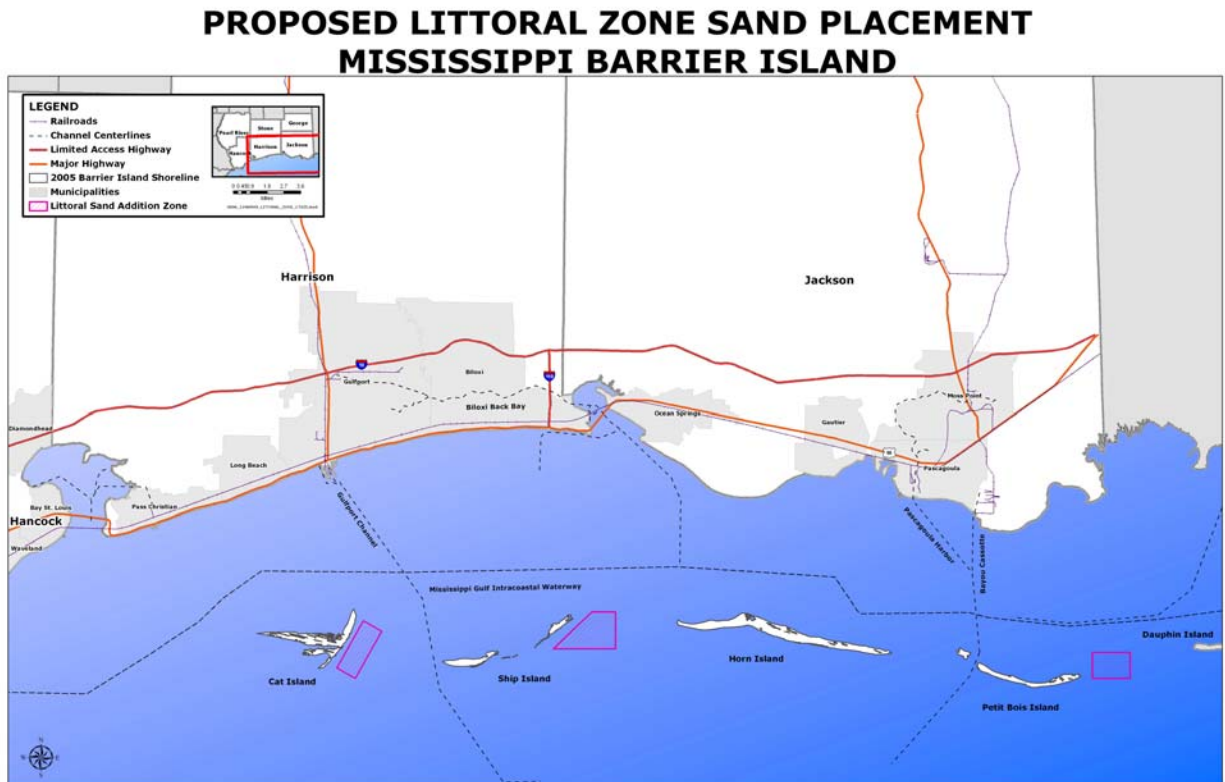 PROPOSED LITTORAL ZONE SAND PLACEMENT
MISSISSIPPI BARRIER ISLAND
LEGEND
Railroads
Channel Centerlines
Limited Access Highway
Major Highway
2005 Barrier Island Shoreline
Municipalities
Littoral Sand Addition Zone
Stone
George
Harrison
Jackson
Miles
Harrison
Jackson
Gulfport
Biloxi
Biloxi Back Bay
Ocean Springs
Gautier
Moss Point
Pascagoula
Diamondhead
Long Beach
Pass Christian
Bay St. Louis
Hancock
Waveland
Gulfport Channel
Pascagoula Harbor
Bayou Cassotte
Mississippi Gulf Intracoastal Waterway
Cat Island
Ship Island
Horn Island
Petit Bois Island
Dauphin Island
N
W
E
S